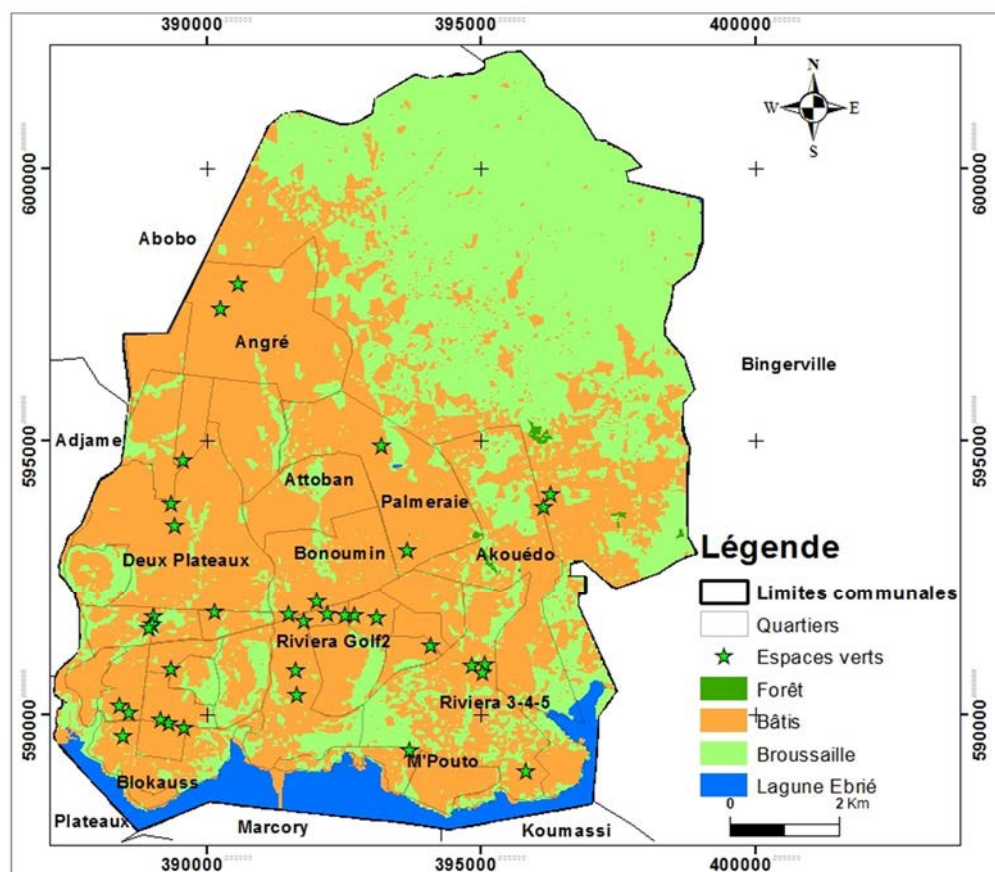 390000
395000
400000
N
W
E
S
600000
600000
Abobo
Angré
Bingerville
Adjame
595000
595000
Attoban
Palmeraie
Deux Plateaux
Bonoumin
Akouédo
Légende
Limites communales
Quartiers
Riviera Golf2
Espaces verts
Forêt
Riviera 3-4-5
Bâtis
590000
590000
M'Pouto
Broussaille
Blokauss
Lagune Ebrié
Plateaux
Marcory
Koumassi
0
2 Km
390000
395000
400000